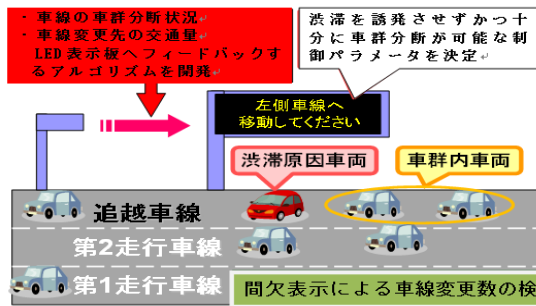 ・車線の車群分断状況
・車線変更先の交通量
LED表示板へフィードバックす
るアルゴリズムを開発
渋滞を誘発させずかつ十
分に車群分断が可能な制
御パラメータを決定
左側車線へ
移動してください
渋滞原因車両
車群内車両
追越車線
第2走行車線
第1走行車線
間欠表示による車線変更数の検